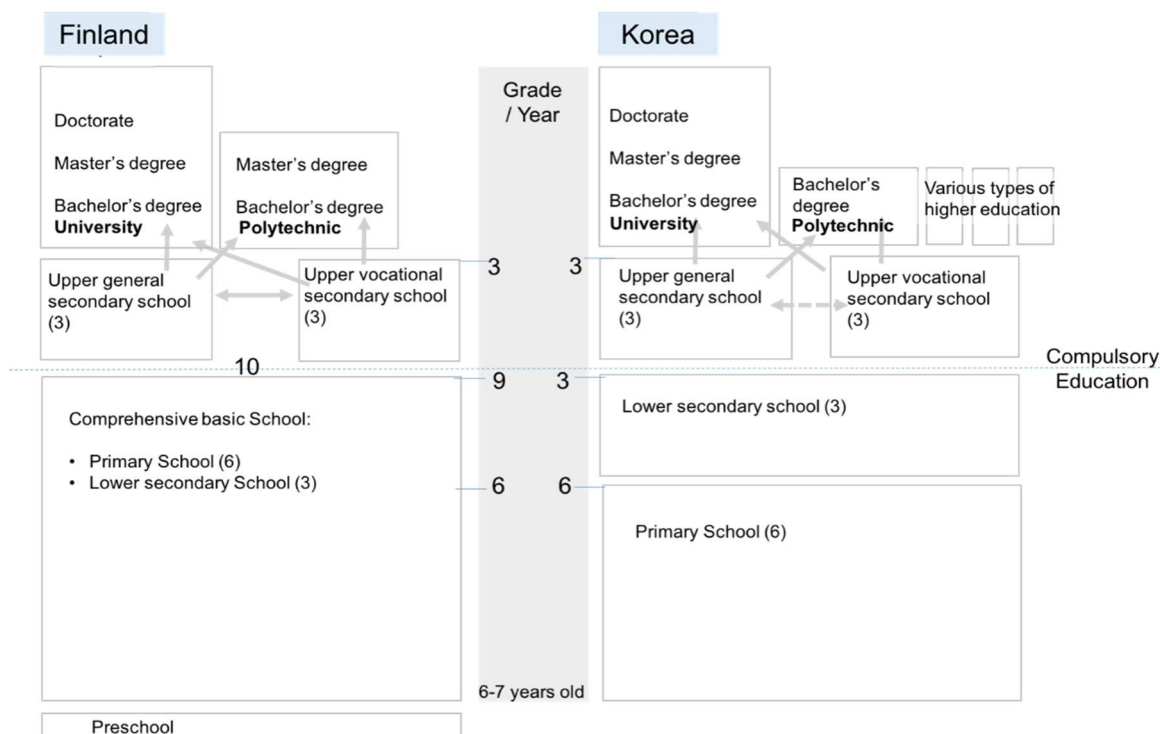 Finland
Doctorate
Master's degree
Bachelor's degree
University
Master's degree
Bachelor's degree
Polytechnic
Upper general
secondary school
(3)
Upper vocational
secondary school
(3)
10
Comprehensive basic School:
• Primary School (6)
• Lower secondary School (3)
Preschool
Grade
/ Year
3
3
9
3
6
6
6-7 years old
Korea
Doctorate
Master's degree
Bachelor's degree
University
Bachelor's
degree
Polytechnic
Various types of
higher education
Upper general
secondary school
(3)
Upper vocational
secondary school
(3)
Compulsory
Education
Lower secondary school (3)
Primary School (6)